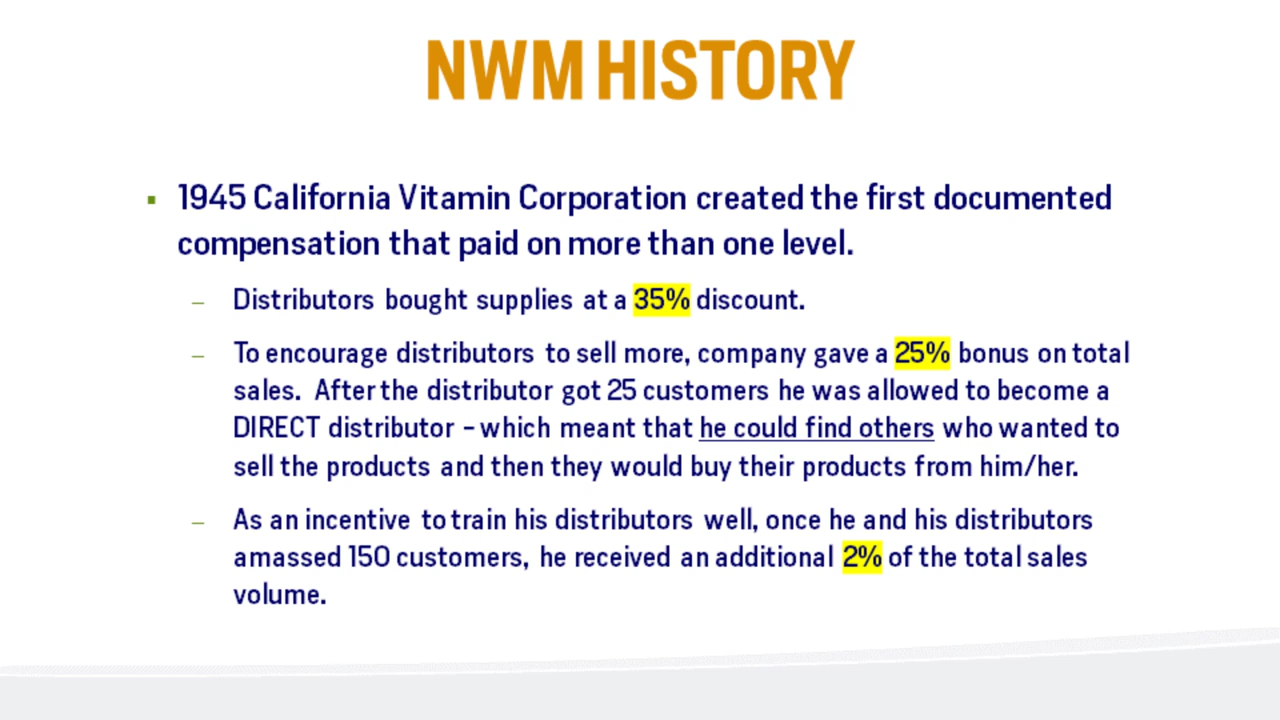 NWM HISTORY
▪ 1945 California Vitamin Corporation created the first documented
compensation that paid on more than one level.
– Distributors bought supplies at a 35% discount.
– To encourage distributors to sell more, company gave a 25% bonus on total
sales. After the distributor got 25 customers he was allowed to become a
DIRECT distributor – which meant that he could find others who wanted to
sell the products and then they would buy their products from him/her.
– As an incentive to train his distributors well, once he and his distributors
amassed 150 customers, he received an additional 2% of the total sales
volume.